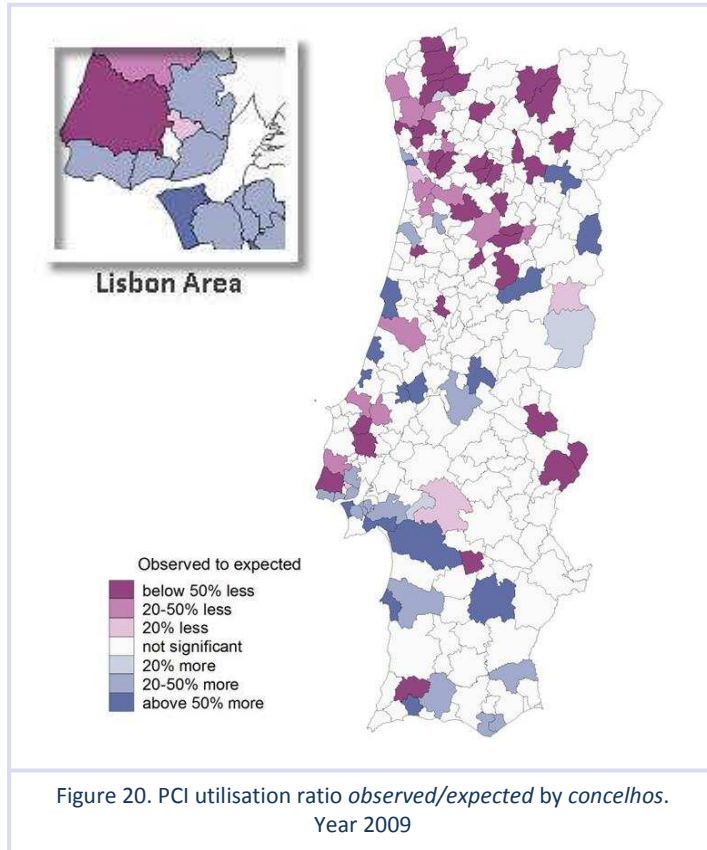 Lisbon Area
Observed to expected
below 50% less
20-50% less
20% less
not significant
20% more
20-50% more
above 50% more
Figure 20. PCI utilisation ratio observed/expected by concelhos.
Year 2009